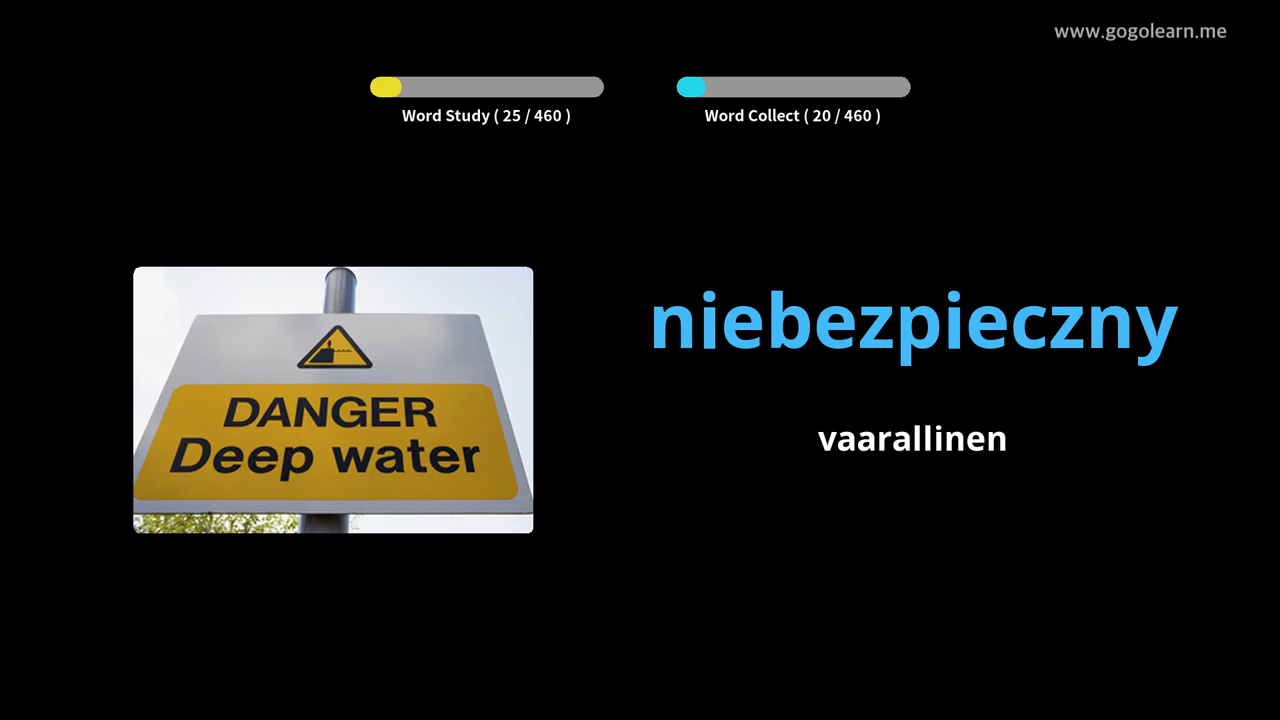 www.gogolearn.me
Word Study ( 25 / 460 )
Word Collect ( 20 / 460 )
DANGER
Deep water
niebezpieczny
vaarallinen